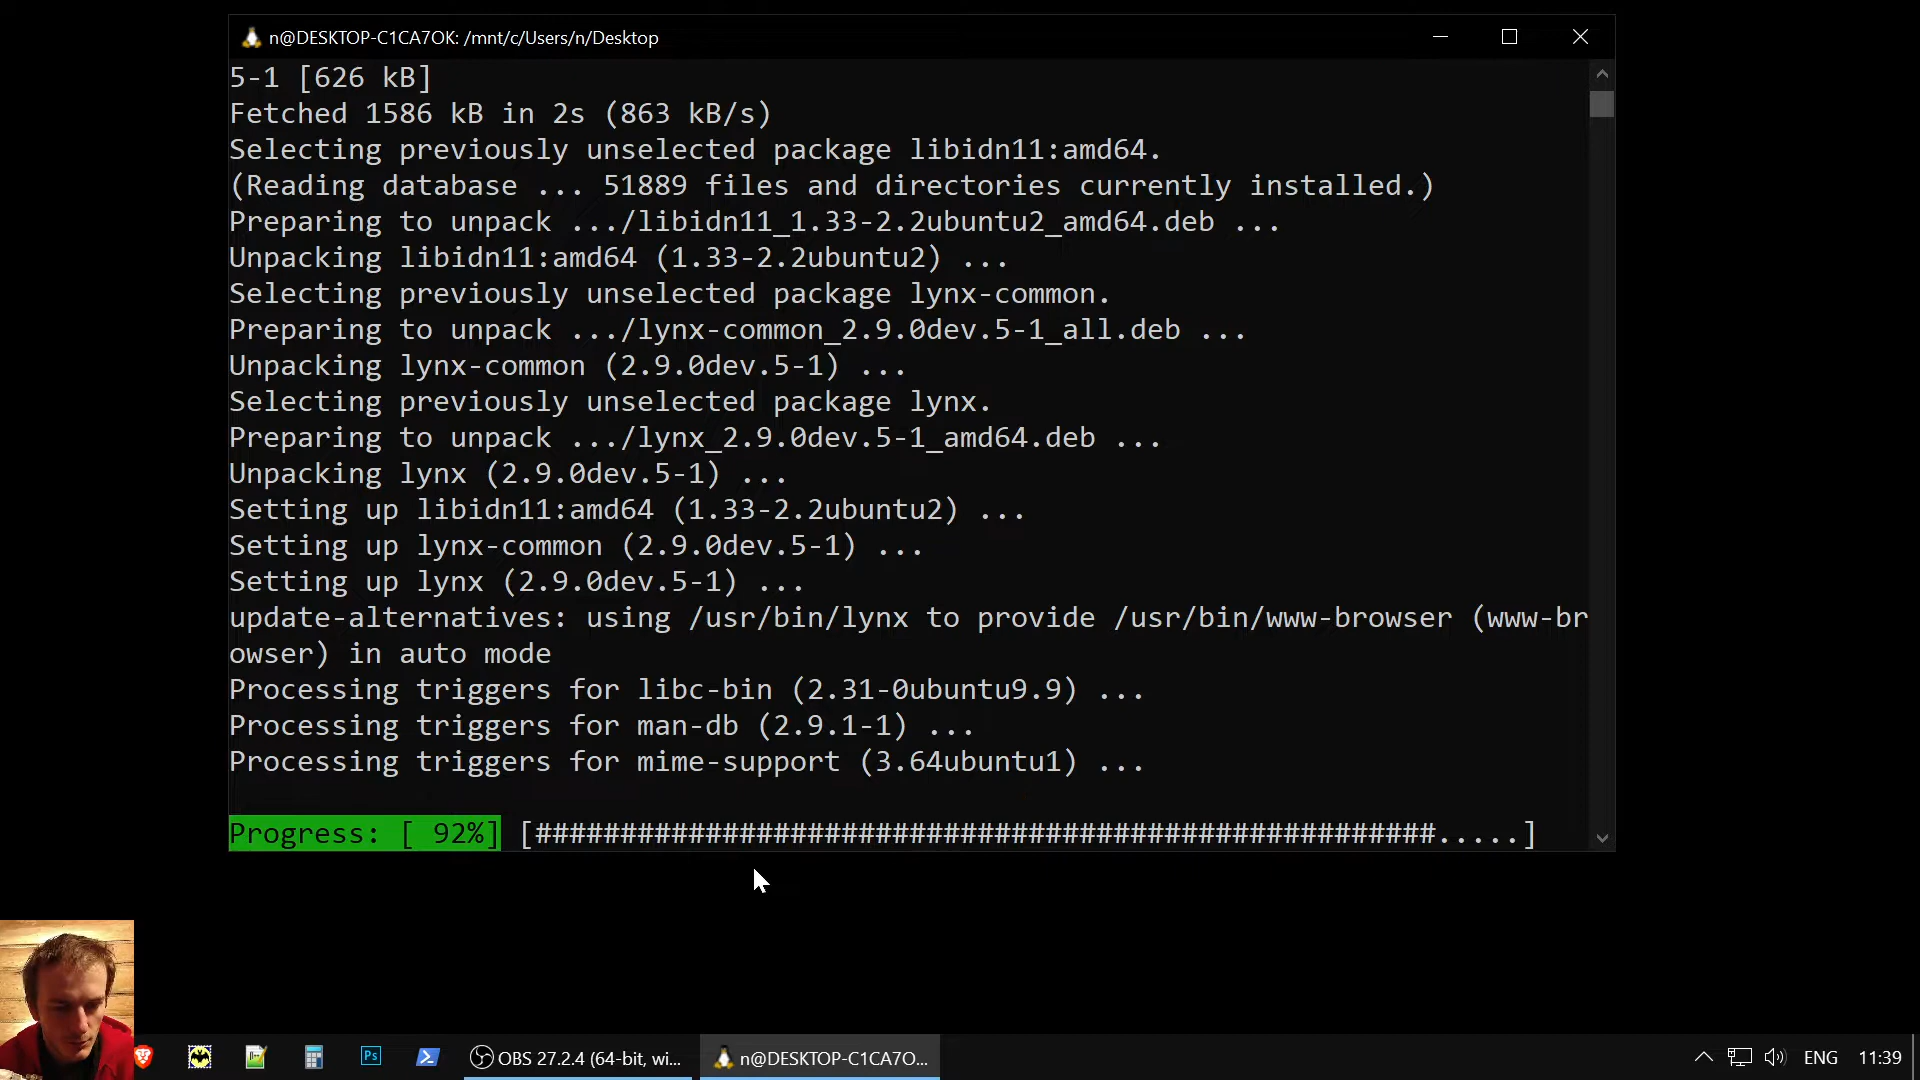 n@DESKTOP-C1CA7OK: /mnt/c/Users/n/Desktop
5-1 [626 kB]
Fetched 1586 kB in 2s (863 kB/s)
Selecting previously unselected package libidn11:amd64.
(Reading database ... 51889 files and directories currently installed.)
Preparing to unpack .../libidn11_1.33-2.2ubuntu2_amd64.deb ...
Unpacking libidn11:amd64 (1.33-2.2ubuntu2) ...
Selecting previously unselected package lynx-common.
Preparing to unpack .../lynx-common_2.9.0dev.5-1_all.deb ...
Unpacking lynx-common (2.9.0dev.5-1) ...
Selecting previously unselected package lynx.
Preparing to unpack .../lynx_2.9.0dev.5-1_amd64.deb ...
Unpacking lynx (2.9.0dev.5-1) ...
Setting up libidn11:amd64 (1.33-2.2ubuntu2) ...
Setting up lynx-common (2.9.0dev.5-1) ...
Setting up lynx (2.9.0dev.5-1) ...
update-alternatives: using /usr/bin/lynx to provide /usr/bin/www-browser (www-br
owser) in auto mode
Processing triggers for libc-bin (2.31-0ubuntu9.9) ...
Processing triggers for man-db (2.9.1-1) ...
Processing triggers for mime-support (3.64ubuntu1) ...
Progress: [ 92%] [#####################################################.....]
Ps
OBS 27.2.4 (64-bit, wi...
n@DESKTOP-C1CA7O...
ENG
11:39